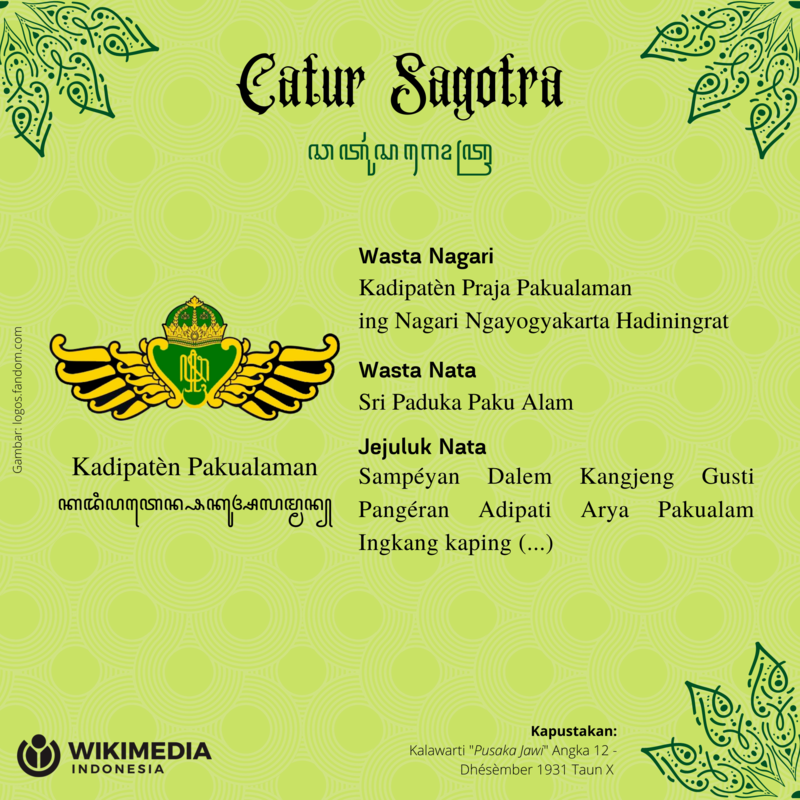 Catur Sagotra
Wasta Nagari
Kadipatèn Praja Pakualaman
ing Nagari Ngayogyakarta Hadiningrat
Wasta Nata
Sri Paduka Paku Alam
Jejuluk Nata
Sampéyan Dalem Kangjeng Gusti
Pangéran Adipati Arya Pakualam
Ingkang kaping (...)
Gambar: logos.fandom.com
Kadipatèn Pakualaman
Kapustakan:
Kalawarti "Pusaka Jawi" Angka 12 -
Dhésèmber 1931 Taun X
WIKIMEDIA
INDONESIA